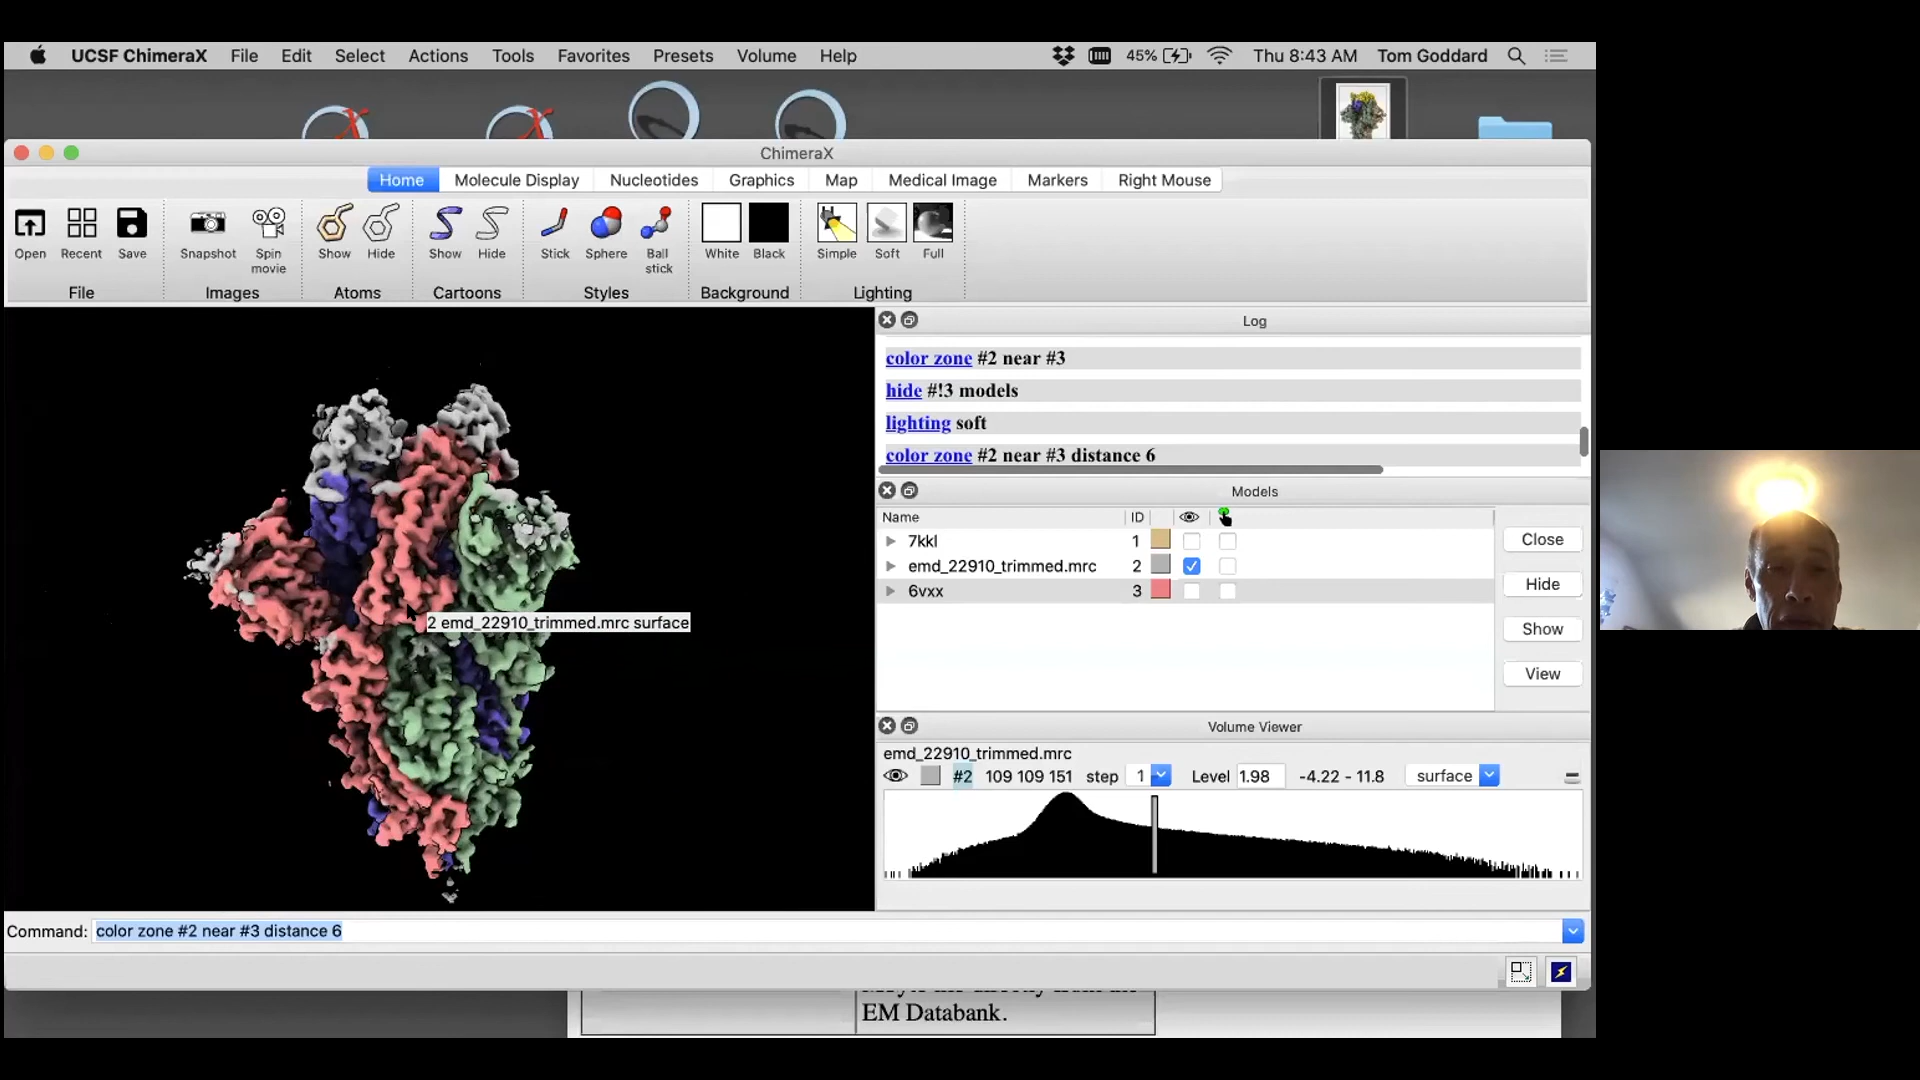 UCSF ChimeraX File Edit Select Actions Tools Favorites Presets Volume Help 45% Thu 8:43 AM Tom Goddard
ChimeraX
Home Molecule Display Nucleotides Graphics Map Medical Image Markers Right Mouse
Open Recent Save Snapshot Spin movie Show Hide Show Hide Stick Sphere Ball stick White Black Simple Soft Full
File Images Atoms Cartoons Styles Background Lighting
Log
color zone #2 near #3
hide #!3 models
lighting soft
color zone #2 near #3 distance 6
Models
Name ID
7kkl 1
emd_22910_trimmed.mrc 2
6vxx 3
Close
Hide
Show
View
2 emd_22910_trimmed.mrc surface
Volume Viewer
emd_22910_trimmed.mrc
#2 109 109 151 step 1 Level 1.98 -4.22 - 11.8 surface
Command: color zone #2 near #3 distance 6
EM Databank.